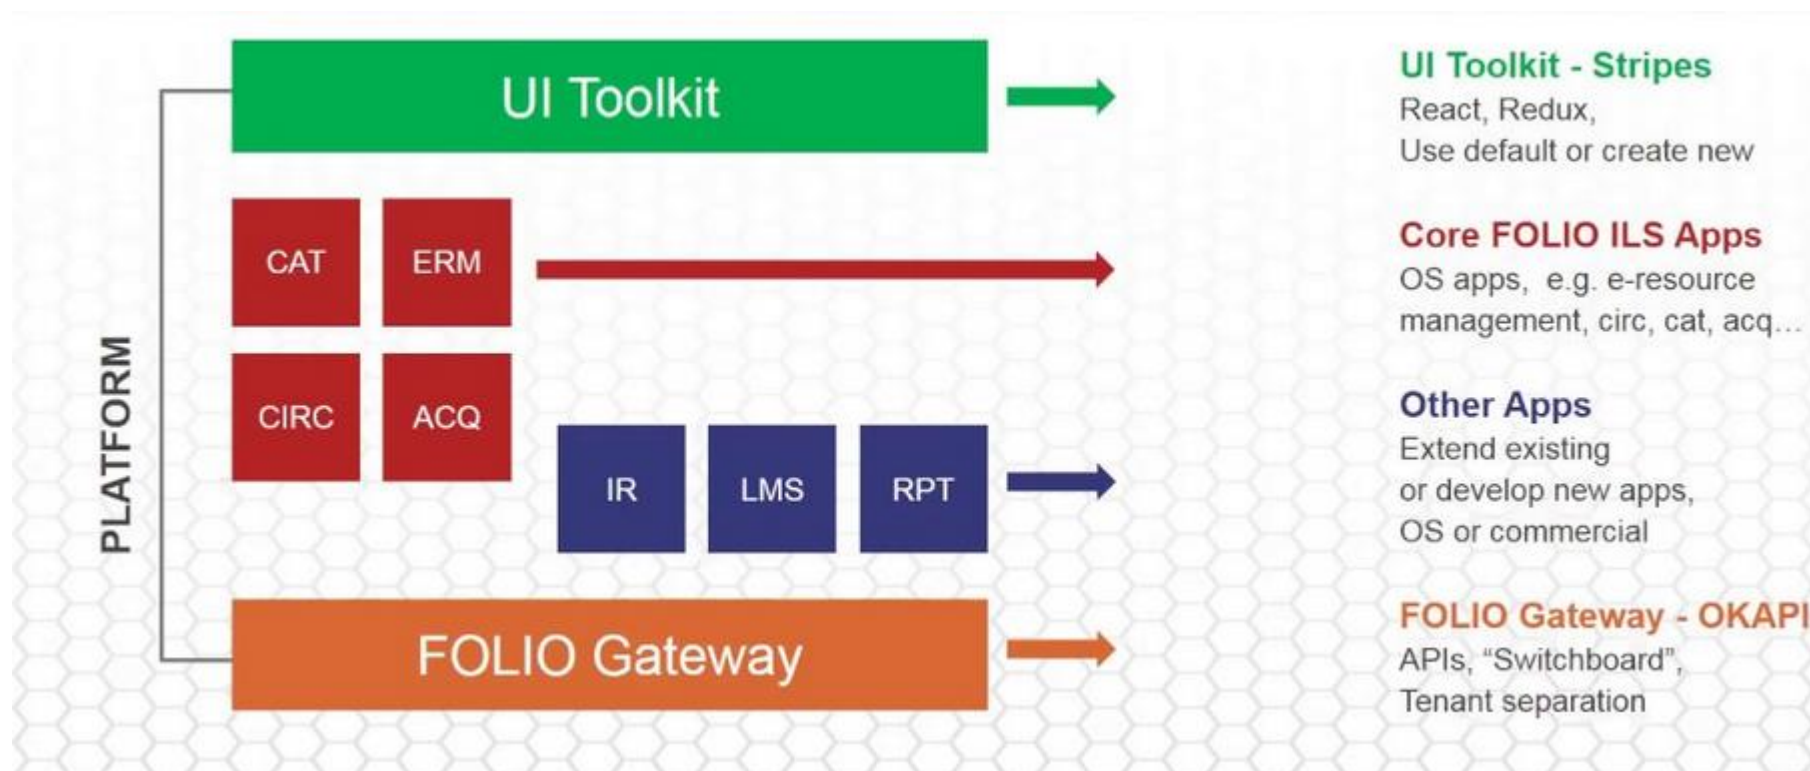 PLATFORM
UI Toolkit
CAT
ERM
CIRC
ACQ
IR
LMS
RPT
FOLIO Gateway
UI Toolkit - Stripes
React, Redux,
Use default or create new
Core FOLIO ILS Apps
OS apps, e.g. e-resource
management, circ, cat, acq...
Other Apps
Extend existing
or develop new apps,
OS or commercial
FOLIO Gateway - OKAPI
APIs, “Switchboard”,
Tenant separation